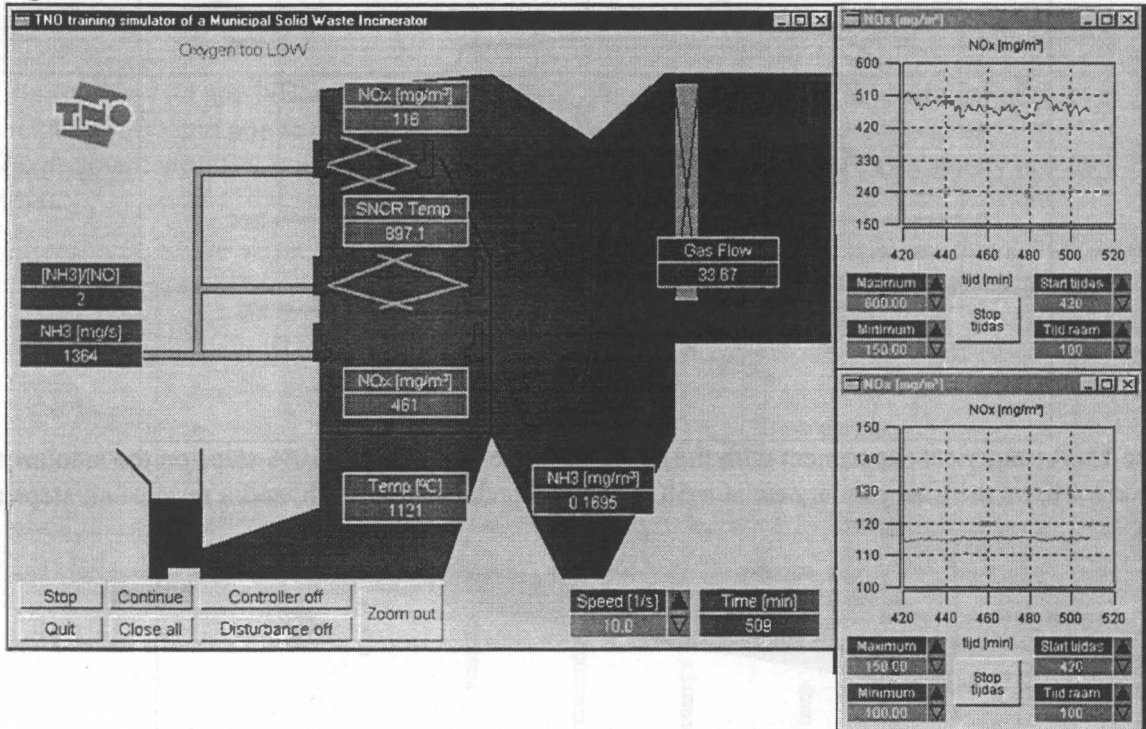 TNO training simulator of a Municipal Solid Waste Incinerator
Oxygen too LOW
TNO
NOx [mg/m³]
116
SNCR Temp
897.1
Gas Flow
33.67
[NH3]/[NO]
2
NH3 [mg/s]
1364
NOx [mg/m³]
461
Temp [ºC]
1121
NH3 [mg/m³]
0.1695
Stop Continue Controller off
Quit Close all Disturbance off
Zoom out
Speed [1/s]
10.0
Time [min]
509
NOx [mg/m³]
NOx [mg/m³]
600
510
420
330
240
150
420 440 460 480 500 520
tijd [min]
Maximum
600.00
Minimum
150.00
Stop
tijdas
Start tijdas
420
Tijd raam
100
NOx [mg/m³]
NOx [mg/m³]
150
140
130
120
110
100
420 440 460 480 500 520
tijd [min]
Maximum
150.00
Minimum
100.00
Stop
tijdas
Start tijdas
420
Tijd raam
100